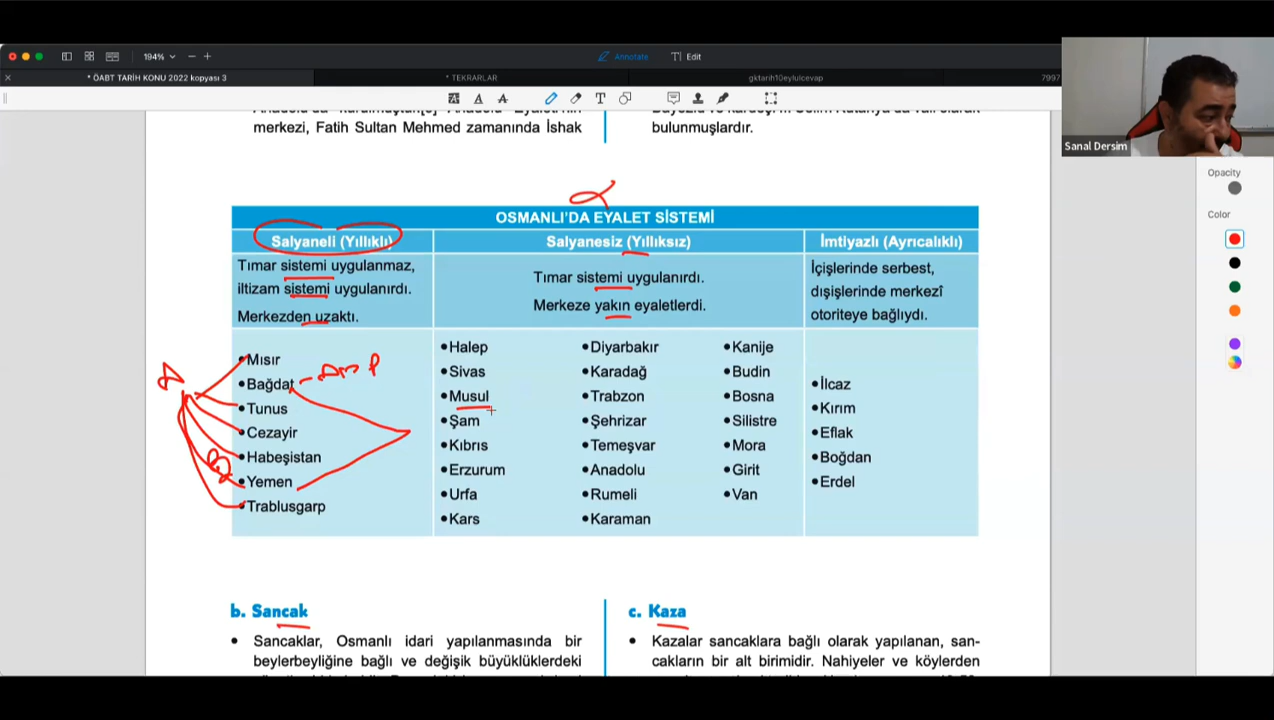 194%
Annotate
Edit
* ÖABT TARİH KONU 2022 kopyası 3
* TEKRARLAR
gktarih10eylulcevap
7997
merkezi, Fatih Sultan Mehmed zamanında İshak
bulunmuşlardır.
Sanal Dersim
Opacity
Color
OSMANLI'DA EYALET SİSTEMİ
Salyaneli (Yıllıklı)
Salyanesiz (Yıllıksız)
İmtiyazlı (Ayrıcalıklı)
Tımar sistemi uygulanmaz,
iltizam sistemi uygulanırdı.
Merkezden uzaktı.
Tımar sistemi uygulanırdı.
Merkeze yakın eyaletlerdi.
İçişlerinde serbest,
dışişlerinde merkezî
otoriteye bağlıydı.
•Mısır
•Bağdat
•Tunus
•Cezayir
•Habeşistan
•Yemen
•Trablusgarp
•Halep
•Sivas
•Musul
•Şam
•Kıbrıs
•Erzurum
•Urfa
•Kars
•Diyarbakır
•Karadağ
•Trabzon
•Şehrizar
•Temeşvar
•Anadolu
•Rumeli
•Karaman
•Kanije
•Budin
•Bosna
•Silistre
•Mora
•Girit
•Van
•İlcaz
•Kırım
•Eflak
•Boğdan
•Erdel
b. Sancak
• Sancaklar, Osmanlı idari yapılanmasında bir
beylerbeyliğine bağlı ve değişik büyüklüklerdeki
c. Kaza
• Kazalar sancaklara bağlı olarak yapılanan, san-
cakların bir alt birimidir. Nahiyeler ve köylerden